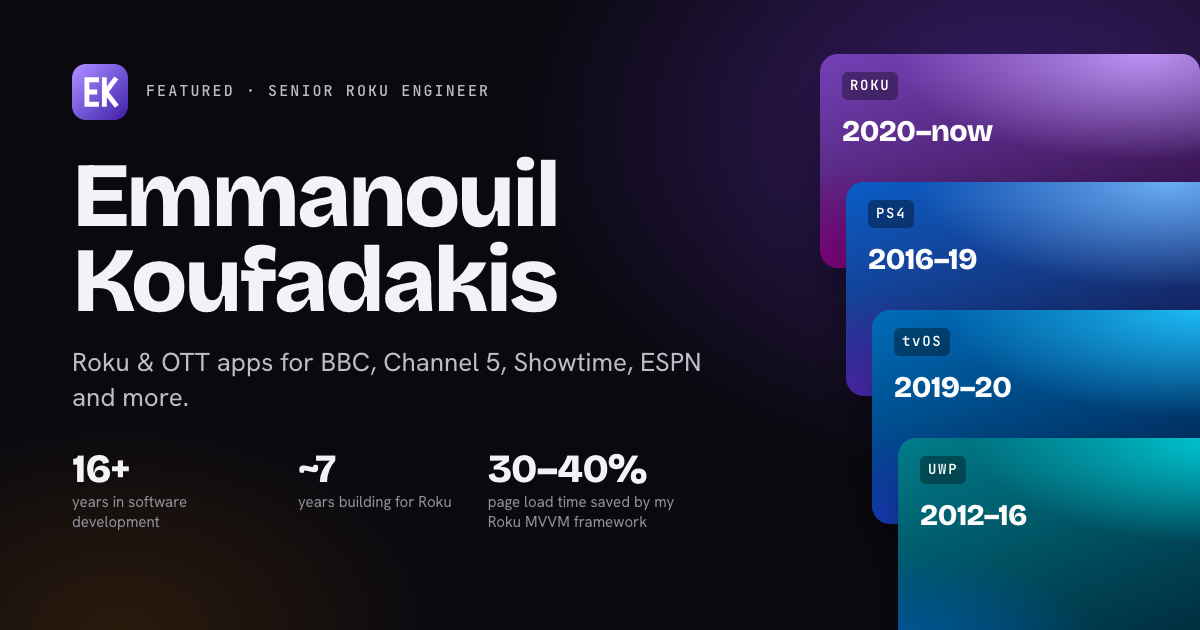 EK
FEATURED · SENIOR ROKU ENGINEER
Emmanouil
Koufadakis
Roku & OTT apps for BBC, Channel 5, Showtime, ESPN
and more.
16+
years in software
development
~7
years building for Roku
30–40%
page load time saved by my
Roku MVVM framework
ROKU
2020–now
PS4
2016–19
tvOS
2019–20
UWP
2012–16